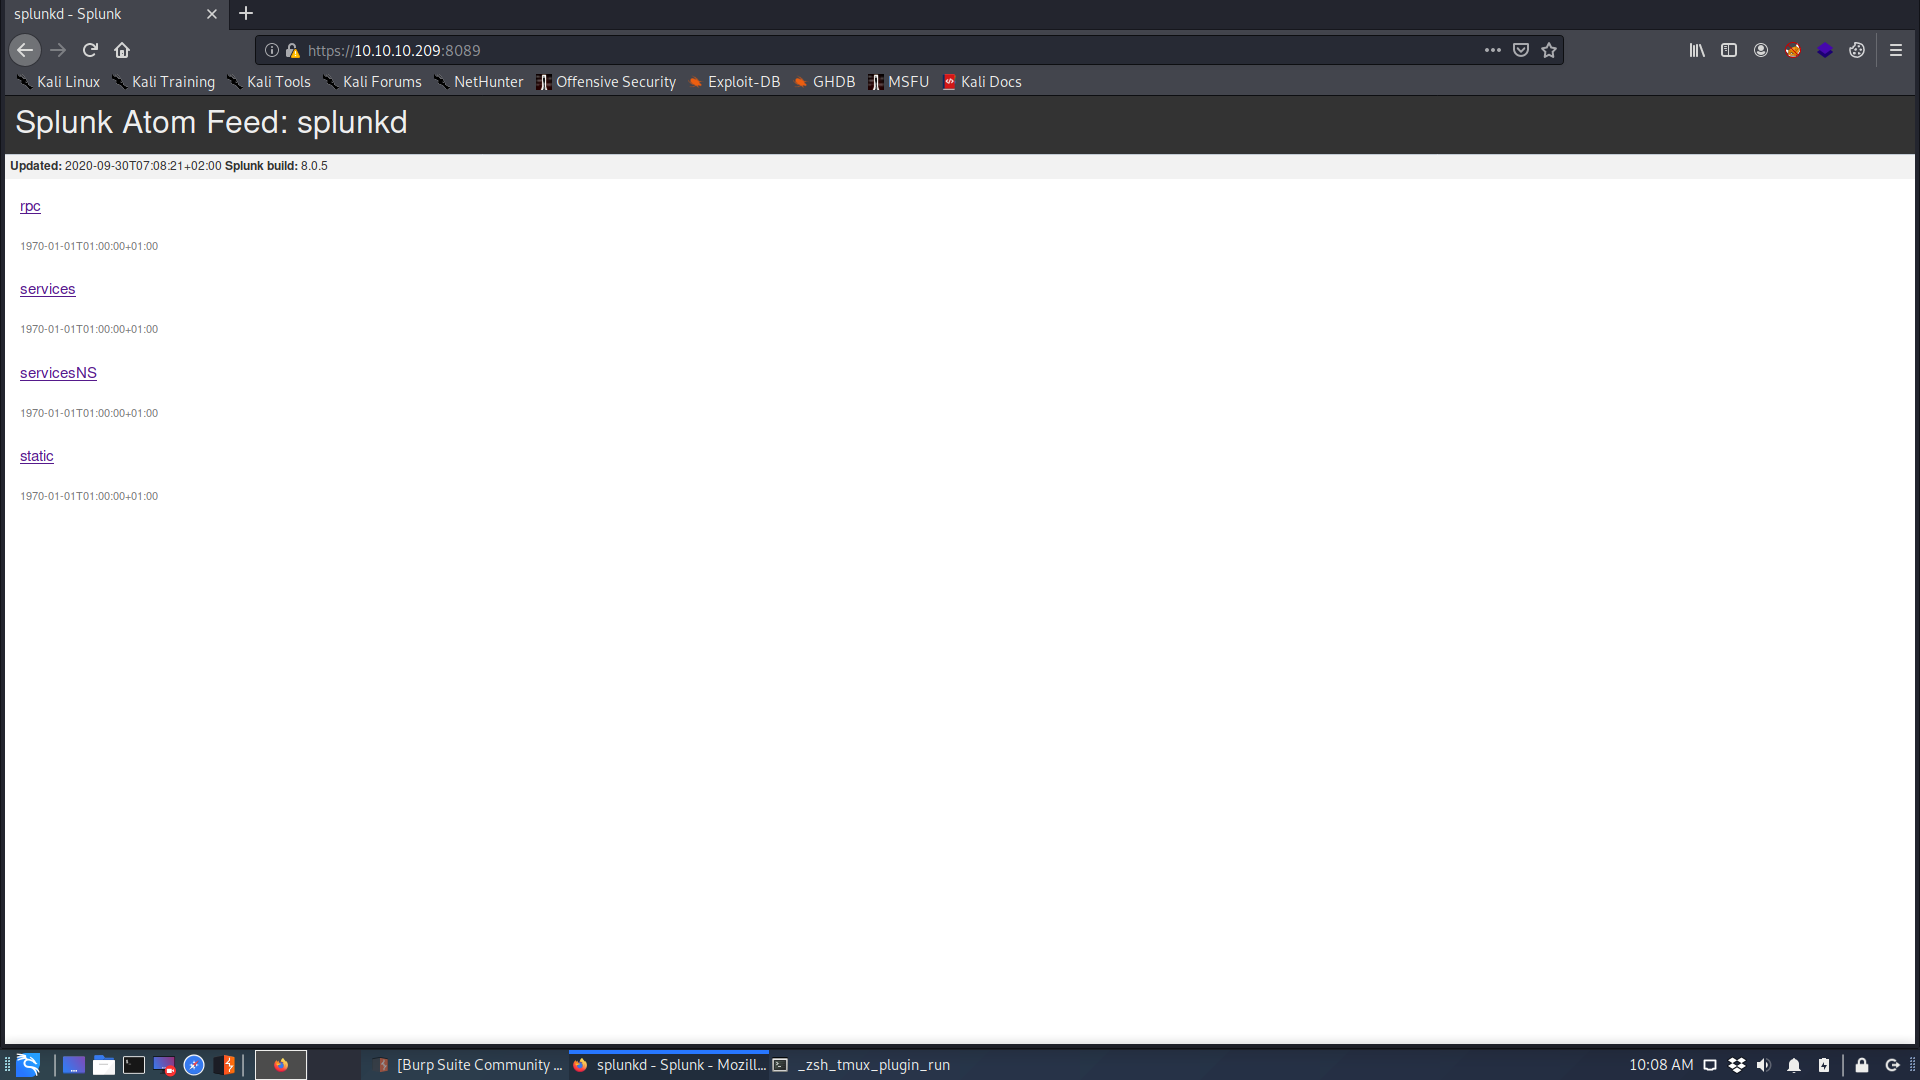 splunkd - Splunk
https://10.10.10.209:8089
Kali Linux Kali Training Kali Tools Kali Forums NetHunter Offensive Security Exploit-DB GHDB MSFU Kali Docs
Splunk Atom Feed: splunkd
Updated: 2020-09-30T07:08:21+02:00 Splunk build: 8.0.5
rpc
1970-01-01T01:00:00+01:00
services
1970-01-01T01:00:00+01:00
servicesNS
1970-01-01T01:00:00+01:00
static
1970-01-01T01:00:00+01:00
[Burp Suite Community ... splunkd - Splunk - Mozill... _zsh_tmux_plugin_run 10:08 AM